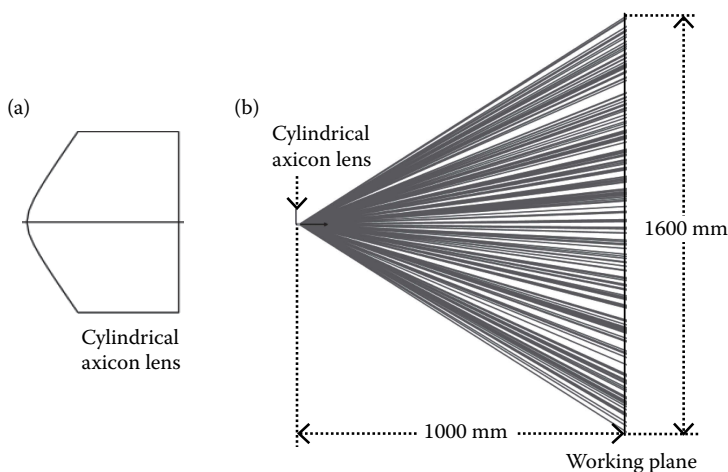 (a)
Cylindrical
axicon lens
(b)
Cylindrical
axicon lens
1600 mm
1000 mm
Working plane